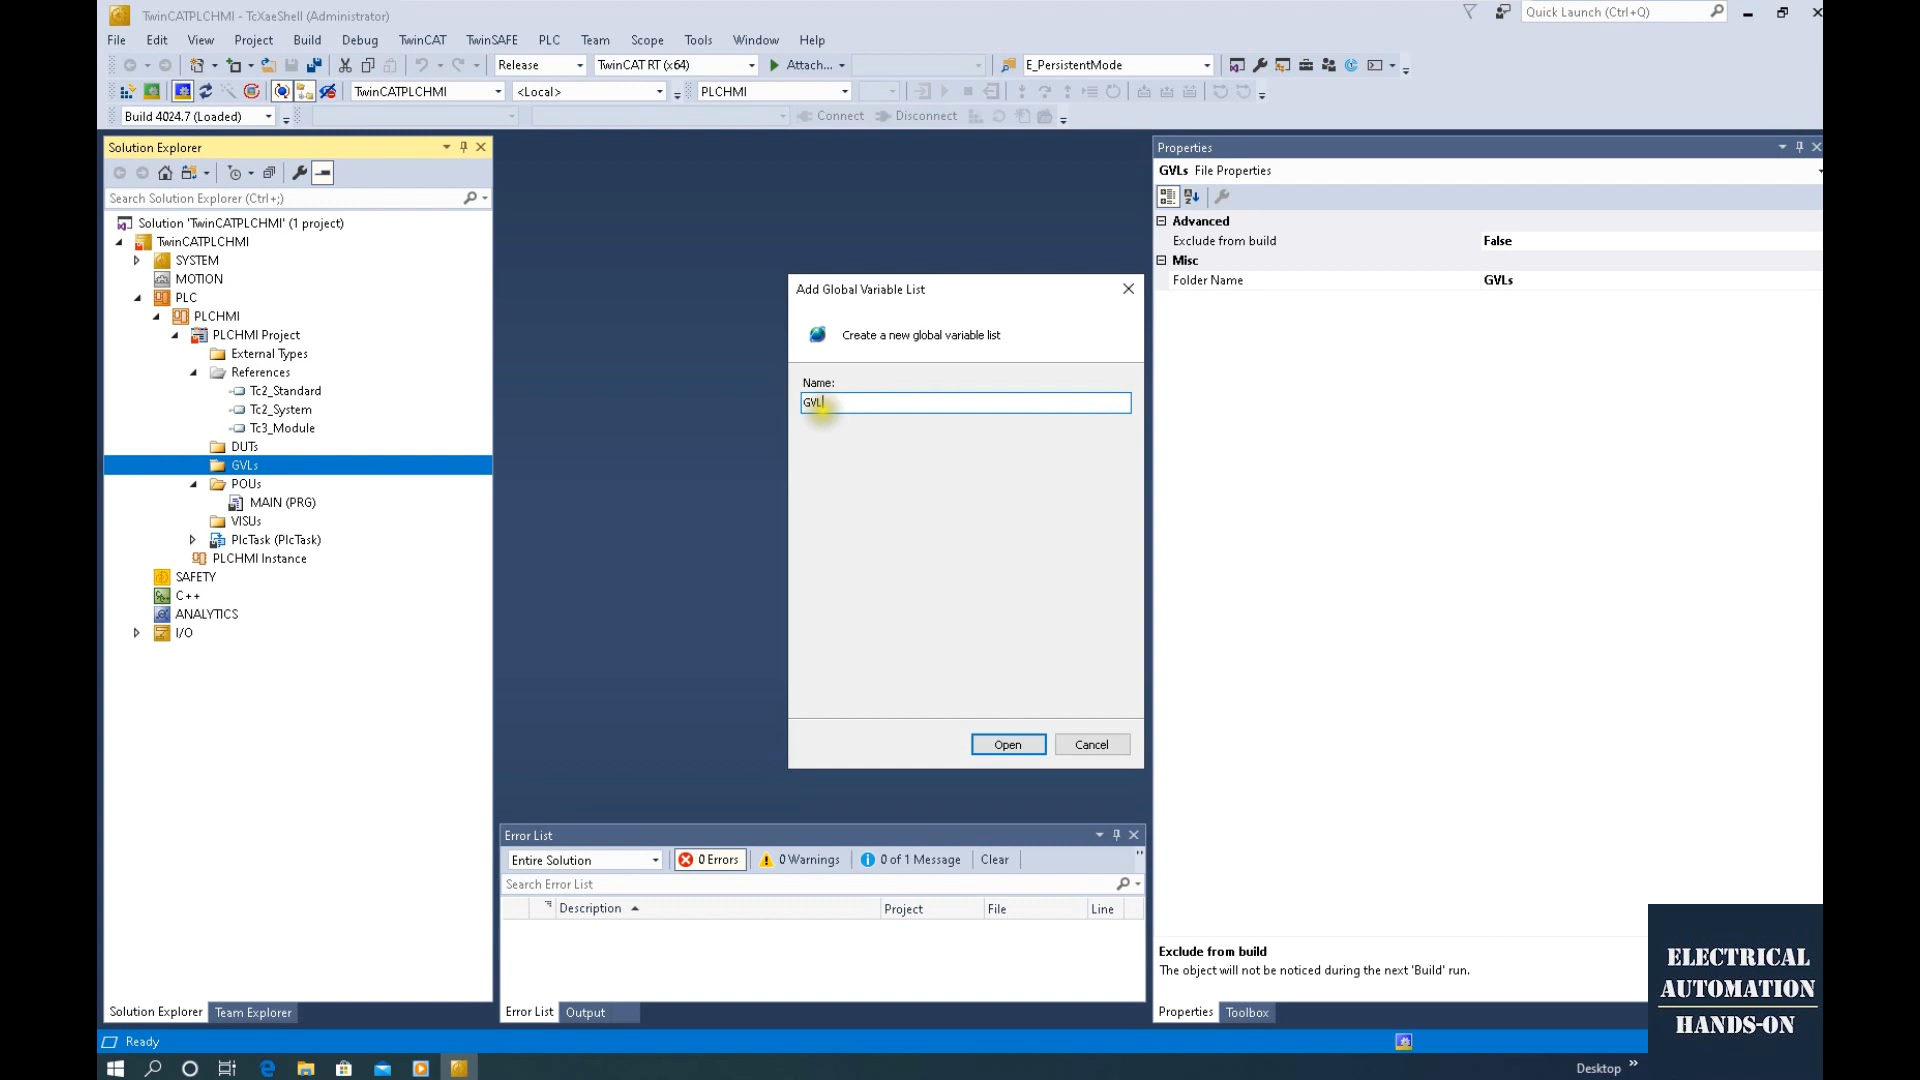 TwinCATPLCHMI - TcXaeShell (Administrator)
Quick Launch (Ctrl+Q)
File Edit View Project Build Debug TwinCAT TwinSAFE PLC Team Scope Tools Window Help
Release TwinCAT RT (x64) Attach... E_PersistentMode
TwinCATPLCHMI <Local> PLCHMI
Build 4024.7 (Loaded) Connect Disconnect
Solution Explorer
Search Solution Explorer (Ctrl+;)
Solution 'TwinCATPLCHMI' (1 project)
TwinCATPLCHMI
SYSTEM
MOTION
PLC
PLCHMI
PLCHMI Project
External Types
References
Tc2_Standard
Tc2_System
Tc3_Module
DUTs
GVLs
POUs
MAIN (PRG)
VISUs
PlcTask (PlcTask)
PLCHMI Instance
SAFETY
C++
ANALYTICS
I/O
Solution Explorer Team Explorer
Add Global Variable List
Create a new global variable list
Name:
GVL
Open Cancel
Error List
Entire Solution 0 Errors 0 Warnings 0 of 1 Message Clear
Search Error List
Description Project File Line
Error List Output
Properties
GVLs File Properties
Advanced
Exclude from build False
Misc
Folder Name GVLs
Exclude from build
The object will not be noticed during the next 'Build' run.
Properties Toolbox
ELECTRICAL
AUTOMATION
HANDS-ON
Ready
Desktop